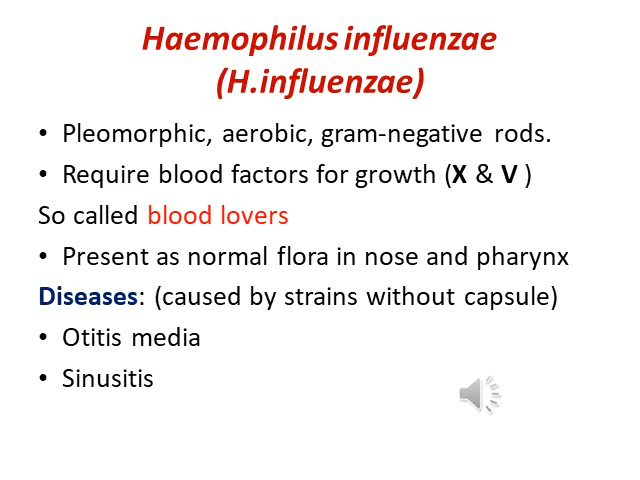 Haemophilus influenzae
(H.influenzae)
• Pleomorphic, aerobic, gram-negative rods.
• Require blood factors for growth (X & V )
So called blood lovers
• Present as normal flora in nose and pharynx
Diseases: (caused by strains without capsule)
• Otitis media
• Sinusitis